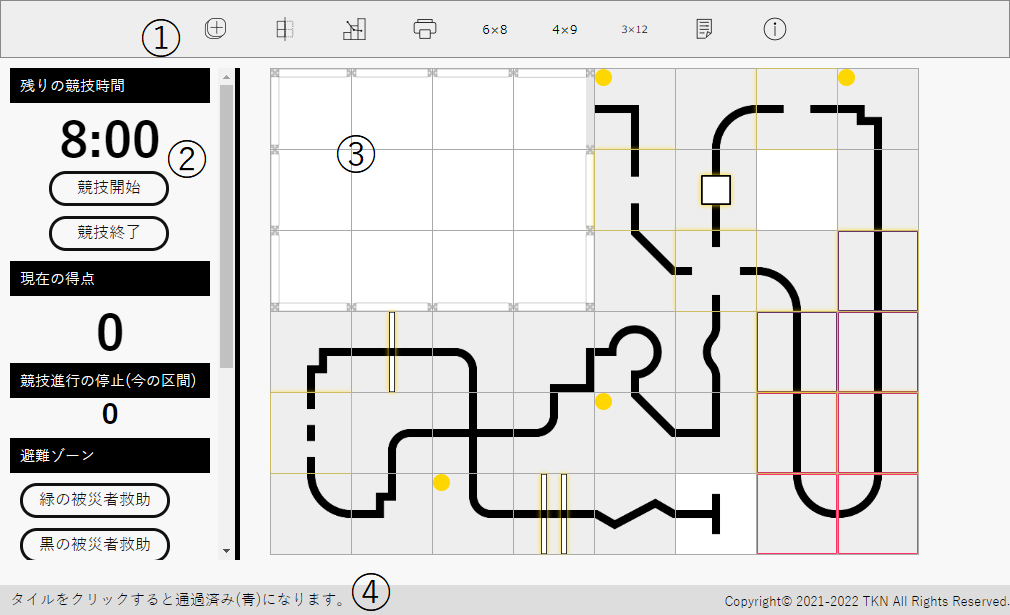 ①
6×8
4×9
3×12
残りの競技時間
8:00
②
競技開始
競技終了
現在の得点
0
競技進行の停止(今の区間)
0
避難ゾーン
緑の被災者救助
黒の被災者救助
③
タイルをクリックすると通過済み(青)になります。
④
Copyright© 2021-2022 TKN All Rights Reserved.